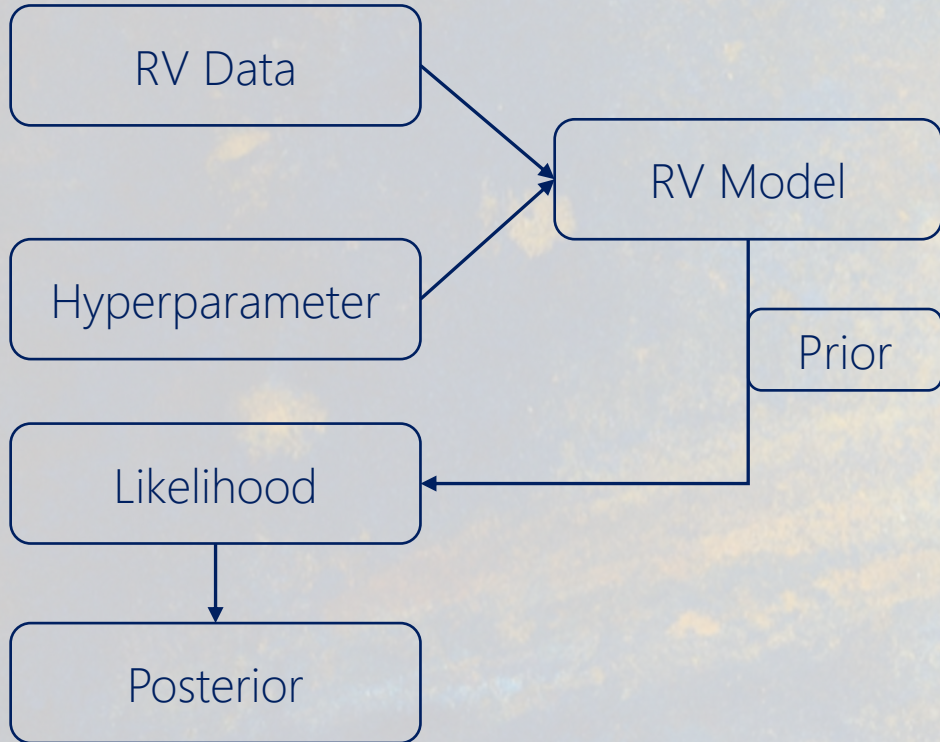 RV Data
RV Model
Hyperparameter
Prior
Likelihood
Posterior